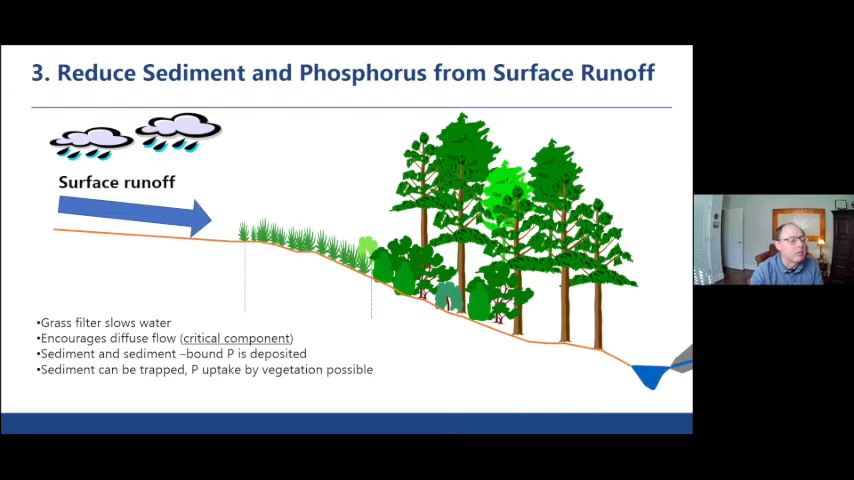 3. Reduce Sediment and Phosphorus from Surface Runoff
Surface runoff
•Grass filter slows water
•Encourages diffuse flow (critical component)
•Sediment and sediment –bound P is deposited
•Sediment can be trapped, P uptake by vegetation possible